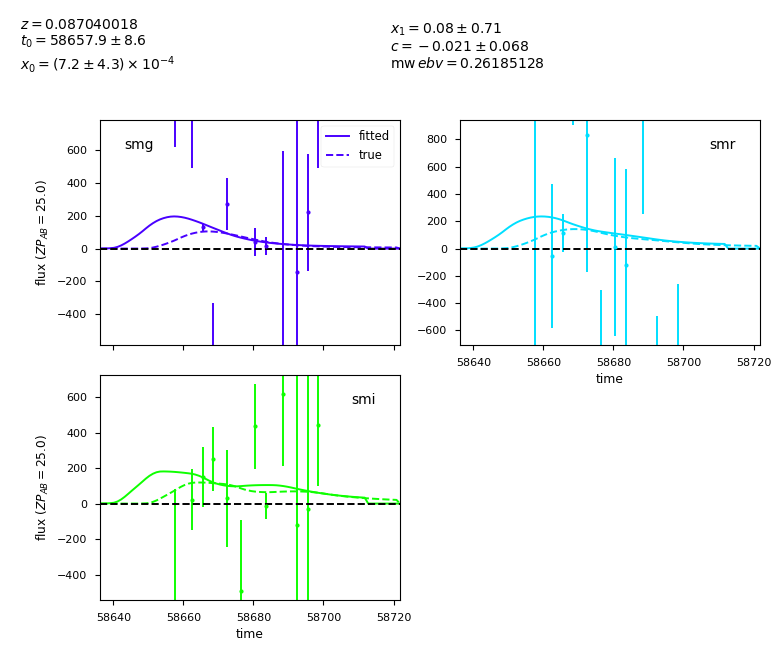 z = 0.087040018
t₀ = 58657.9 ± 8.6
x₀ = (7.2 ± 4.3) × 10⁻⁴
x₁ = 0.08 ± 0.71
c = −0.021 ± 0.068
mw ebv = 0.26185128
smg
fitted
true
flux (ZP_AB = 25.0)
600
400
200
0
−200
−400
smr
800
600
400
200
0
−200
−400
−600
58640 58660 58680 58700 58720
time
smi
flux (ZP_AB = 25.0)
600
400
200
0
−200
−400
58640 58660 58680 58700 58720
time